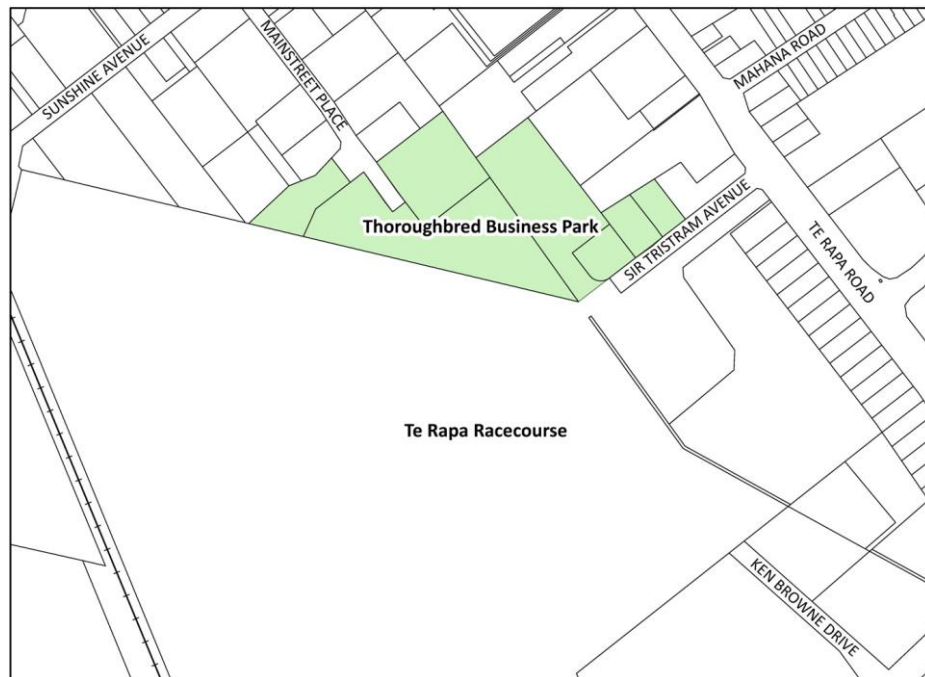 SUNSHINE AVENUE
MAINSTREET PLACE
MAHANA ROAD
Thoroughbred Business Park
SIR TRISTRAM AVENUE
TE RAPA ROAD
Te Rapa Racecourse
KEN BROWNE DRIVE